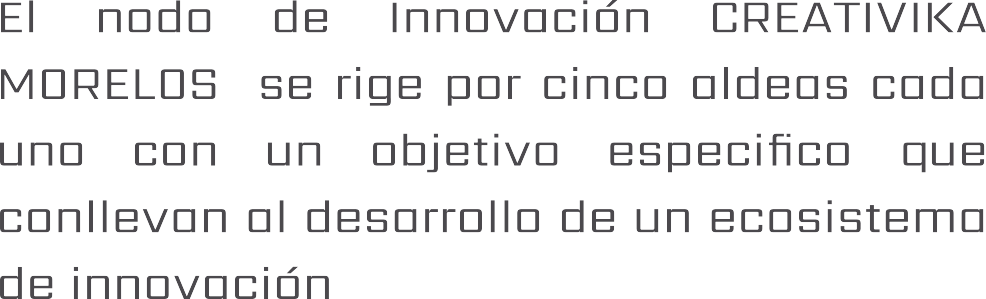 El nodo de Innovación CREATIVIKA
MORELOS se rige por cinco aldeas cada
uno con un objetivo especifico que
conllevan al desarrollo de un ecosistema
de innovación